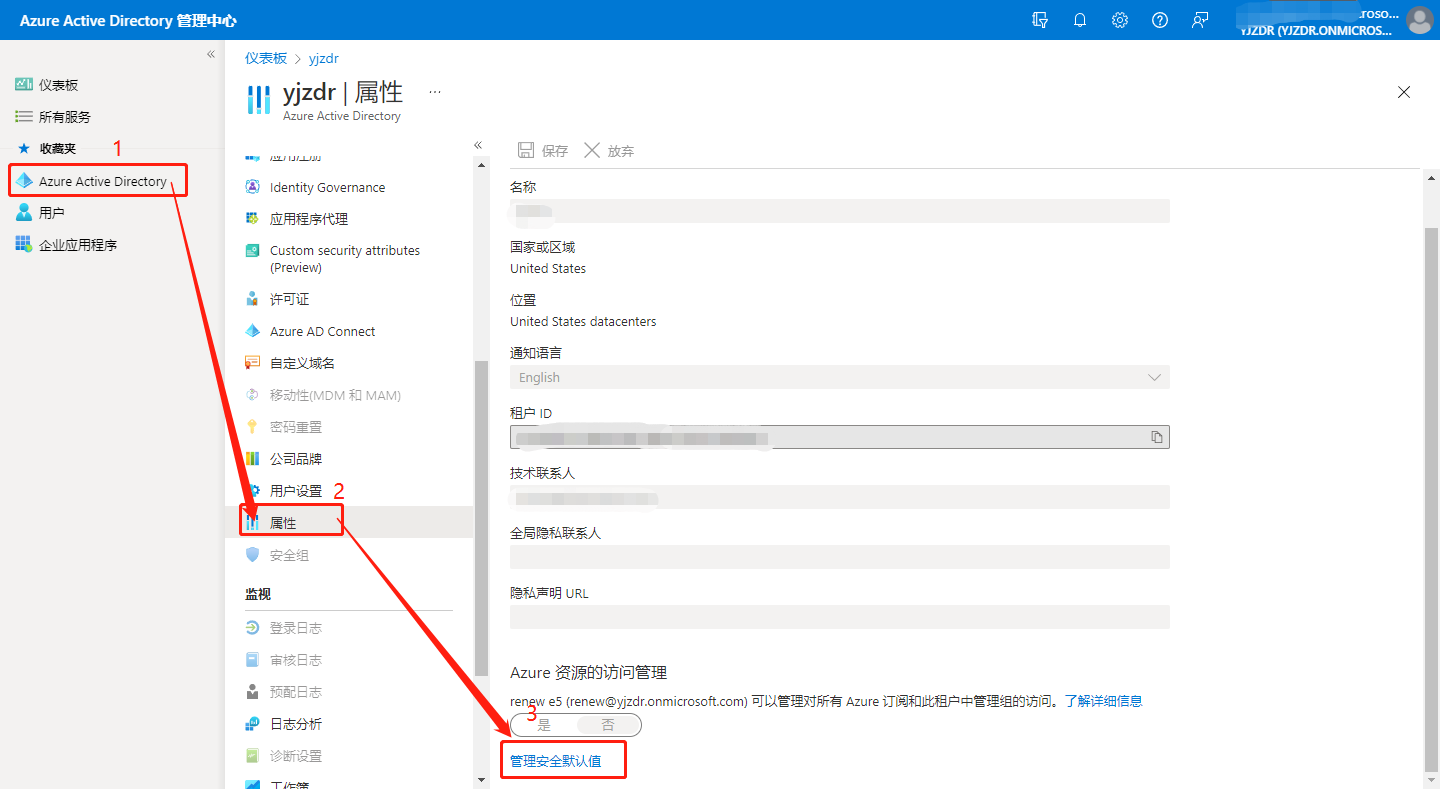 Azure Active Directory 管理中心
roso...
YJZDR (YJZDR.ONMICROS...
仪表板
所有服务
收藏夹
1
Azure Active Directory
用户
企业应用程序
仪表板 > yjzdr
yjzdr | 属性 ...
Azure Active Directory
应用注册
Identity Governance
应用程序代理
Custom security attributes
(Preview)
许可证
Azure AD Connect
自定义域名
移动性(MDM 和 MAM)
密码重置
公司品牌
用户设置
2
属性
安全组
监视
登录日志
审核日志
预配日志
日志分析
诊断设置
工作簿
保存
放弃
名称
国家或区域
United States
位置
United States datacenters
通知语言
English
租户 ID
技术联系人
全局隐私联系人
隐私声明 URL
Azure 资源的访问管理
renew e5 (renew@yjzdr.onmicrosoft.com) 可以管理对所有 Azure 订阅和此租户中管理组的访问。了解详细信息
3
是 否
管理安全默认值